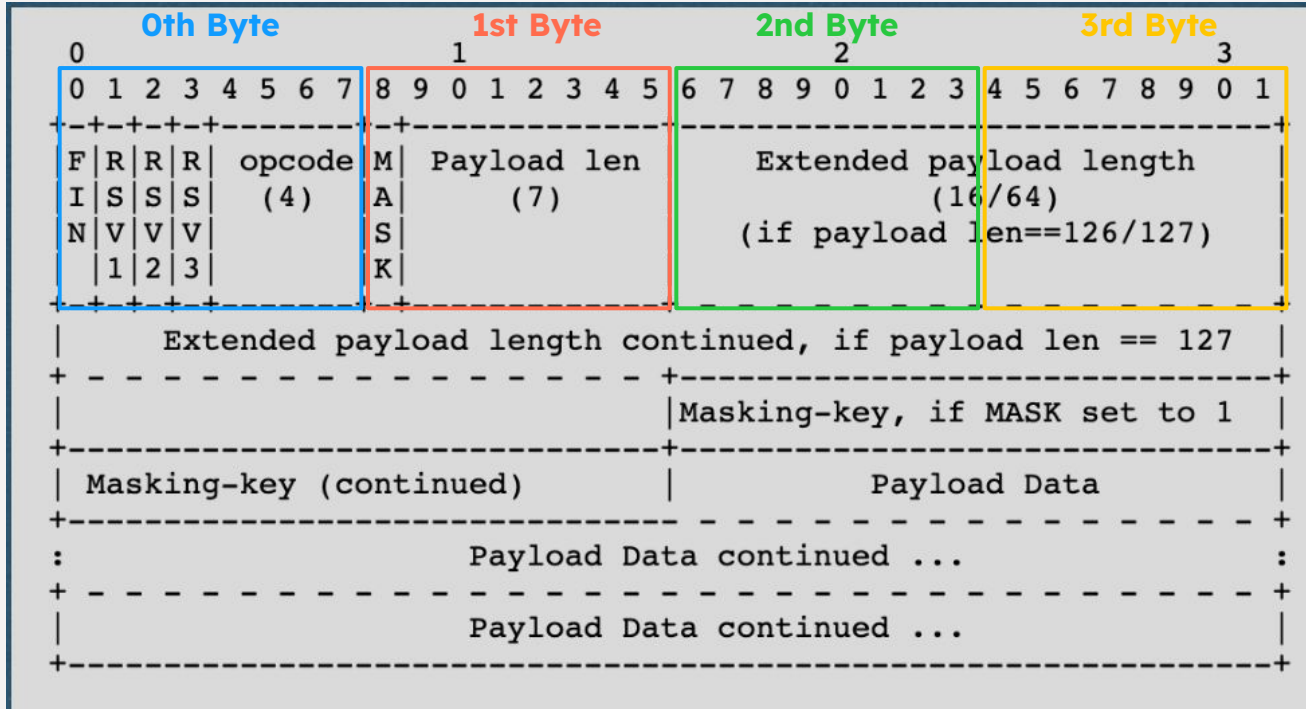 0th Byte 1st Byte 2nd Byte 3rd Byte
0 1 2 3
0 1 2 3 4 5 6 7 8 9 0 1 2 3 4 5 6 7 8 9 0 1 2 3 4 5 6 7 8 9 0 1
+-+-+-+-+-------+-+-------------+-------------------------------+
|F|R|R|R| opcode|M| Payload len | Extended payload length |
|I|S|S|S| (4) |A| (7) | (16/64) |
|N|V|V|V| |S| | (if payload len==126/127) |
| |1|2|3| |K| | |
+-+-+-+-+-------+-+-------------+ - - - - - - - - - - - - - - - +
| Extended payload length continued, if payload len == 127 |
+ - - - - - - - - - - - - - - - +-------------------------------+
| |Masking-key, if MASK set to 1 |
+-------------------------------+-------------------------------+
| Masking-key (continued) | Payload Data |
+-------------------------------- - - - - - - - - - - - - - - - +
: Payload Data continued ... :
+ - - - - - - - - - - - - - - - - - - - - - - - - - - - - - - - +
| Payload Data continued ... |
+---------------------------------------------------------------+